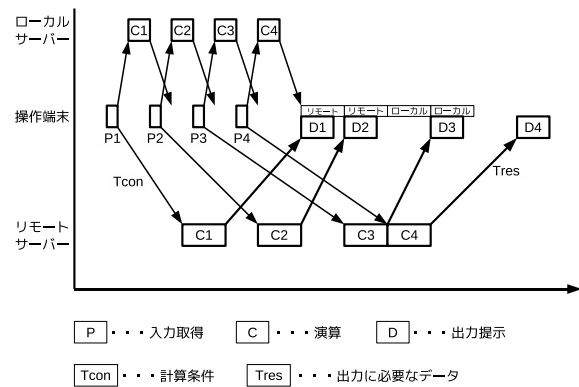 ローカル
サーバー
C1 C2 C3 C4
操作端末
リモート リモート ローカル ローカル
D1 D2 D3 D4
P1 P2 P3 P4
Tcon
Tres
リモート
サーバー
C1 C2 C3 C4
P ・・・入力取得 C ・・・演算 D ・・・出力提示
Tcon ・・・計算条件 Tres ・・・出力に必要なデータ